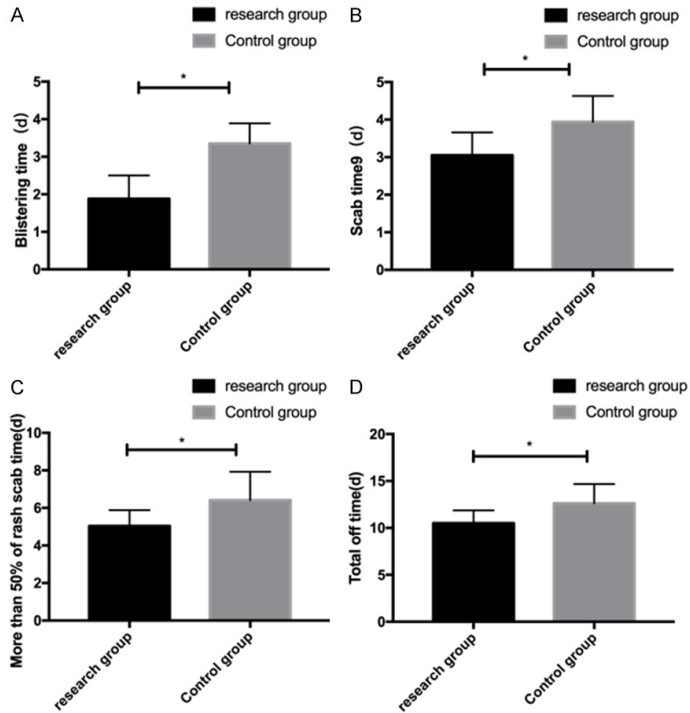 A
research group
Control group
Blistering time (d)
5
4
3
2
1
0
*
research group
Control group
B
research group
Control group
Scab time9 (d)
5
4
3
2
1
0
*
research group
Control group
C
research group
Control group
More than 50% of rash scab time(d)
10
8
6
4
2
0
*
research group
Control group
D
research group
Control group
Total off time(d)
20
15
10
5
0
*
research group
Control group